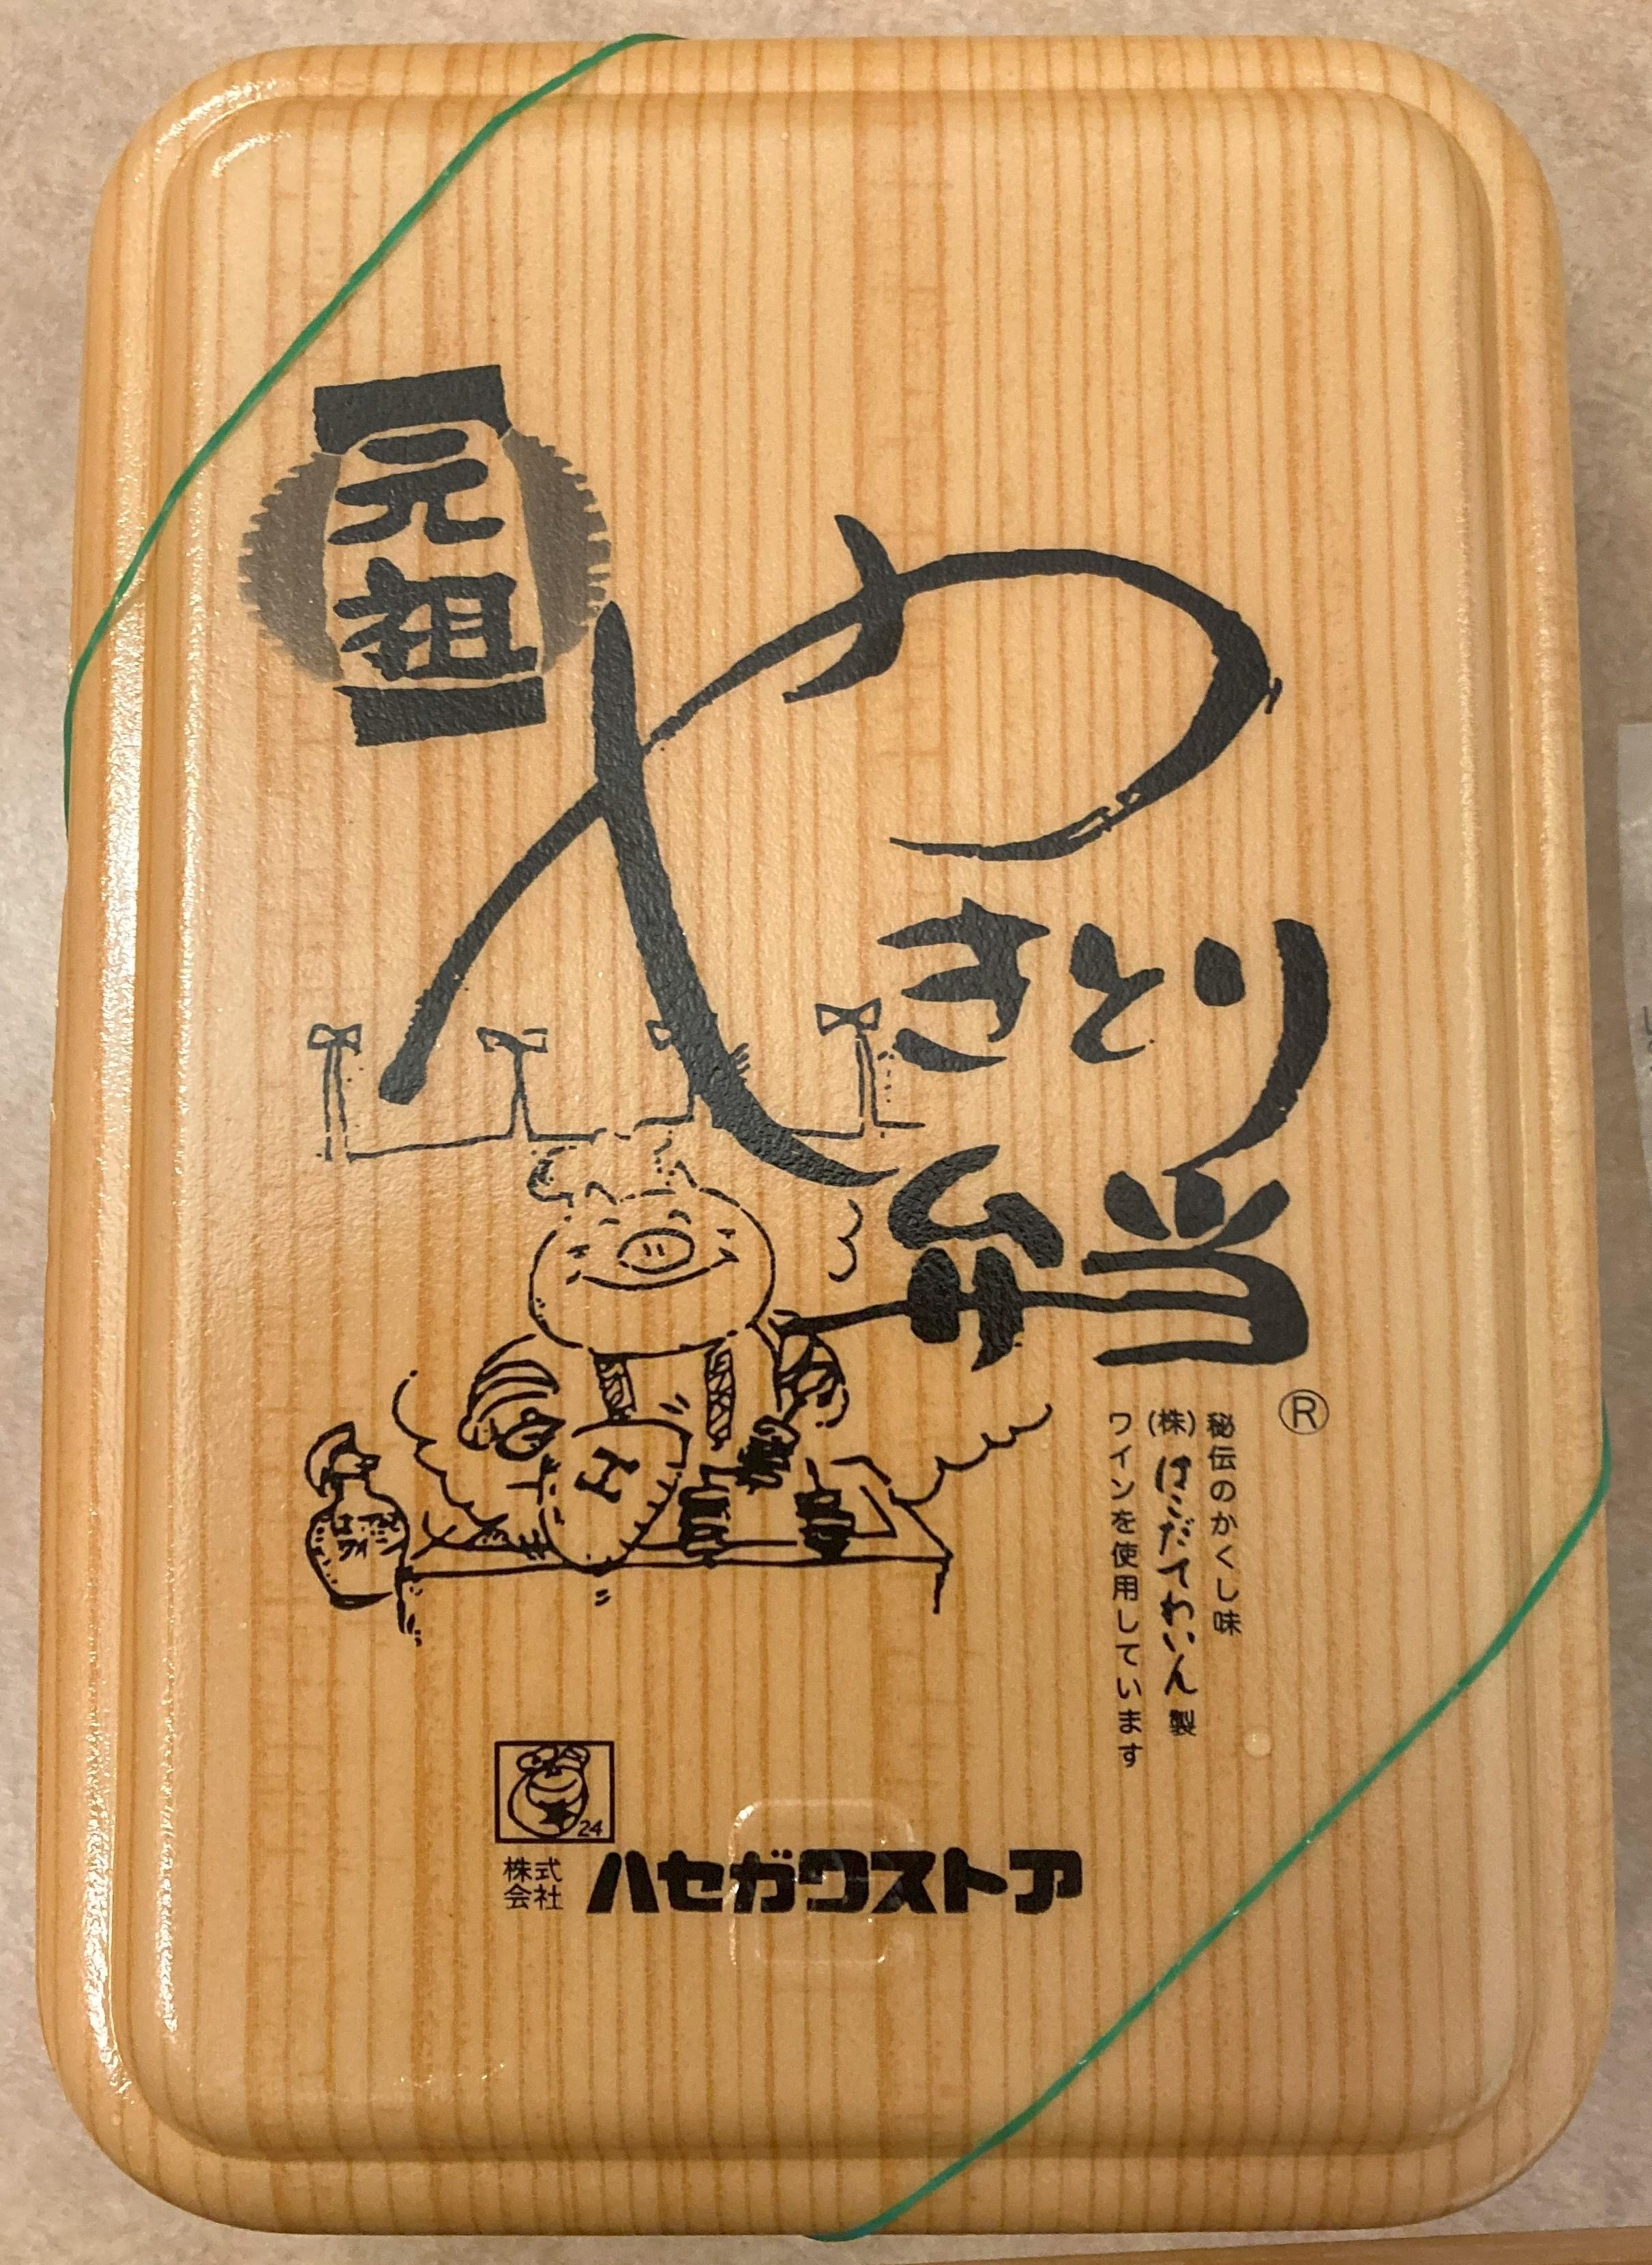 元祖
やきとり
弁当
®
秘伝のかくし味
(株)はこだてわいん製
ワインを使用しています
24
株式会社 ハセガワストア